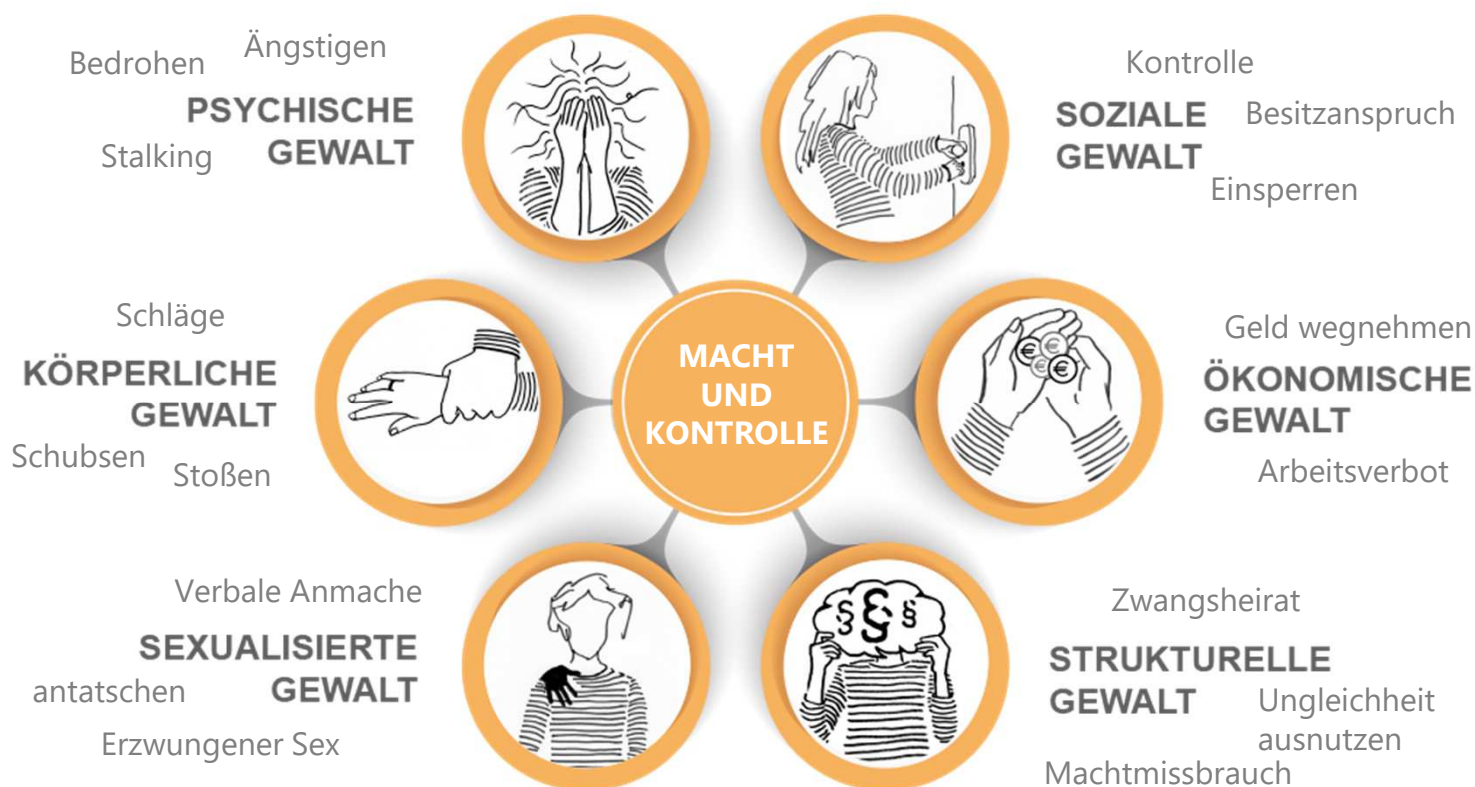 Bedrohen
Ängstigen
PSYCHISCHE
GEWALT
Stalking
Kontrolle
SOZIALE
GEWALT
Besitzanspruch
Einsperren
Schläge
KÖRPERLICHE
GEWALT
Schubsen
Stoßen
MACHT
UND
KONTROLLE
€
€
€
€
Geld wegnehmen
ÖKONOMISCHE
GEWALT
Arbeitsverbot
Verbale Anmache
SEXUALISIERTE
GEWALT
antatschen
Erzwungener Sex
§ § §
Zwangsheirat
STRUKTURELLE
GEWALT
Ungleichheit
ausnutzen
Machtmissbrauch